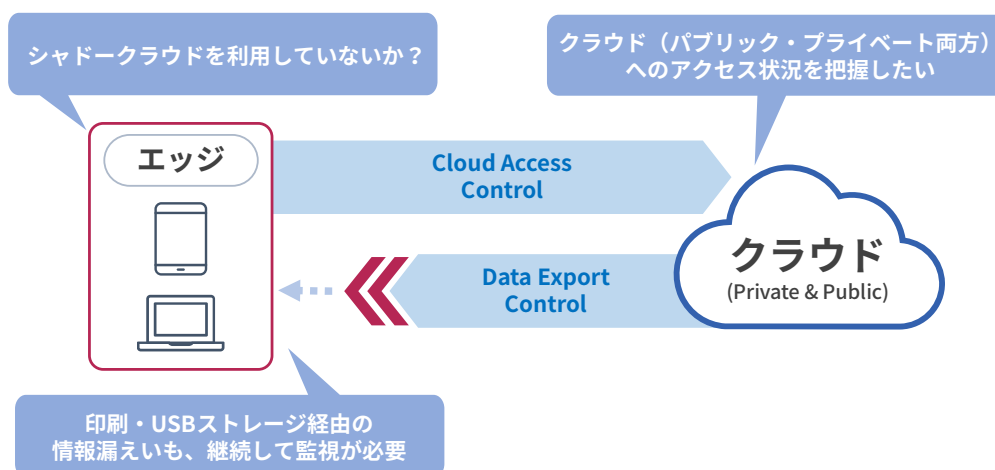 シャドークラウドを利用していないか？
クラウド（パブリック・プライベート両方）
へのアクセス状況を把握したい
エッジ
Cloud Access
Control
クラウド
(Private & Public)
Data Export
Control
印刷・USBストレージ経由の
情報漏えいも、継続して監視が必要